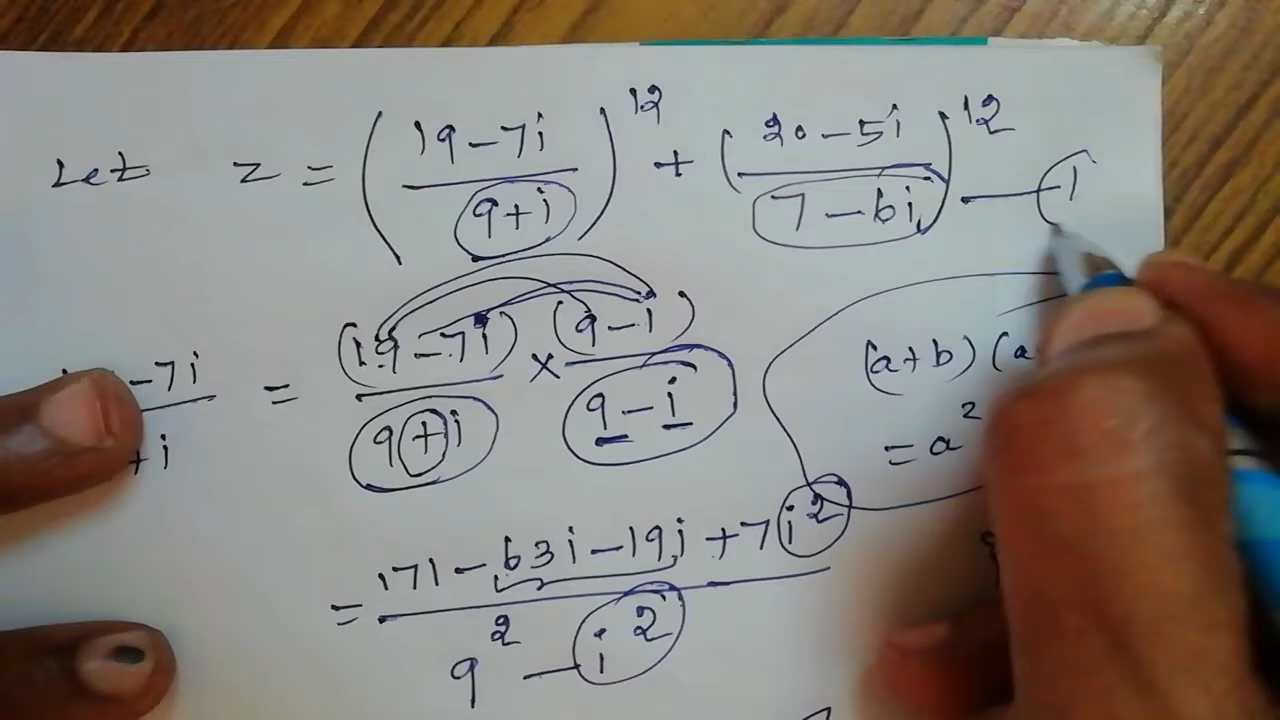 Let z = (19-7i / 9+i)^12 + (20-5i / 7-6i)^12 — 1
-7i / +i = (19-7i) / 9+i × (9-i) / 9-i
(a+b)(a
= a^2
= 171-63i-19i+7i^2 / 9^2-i^2